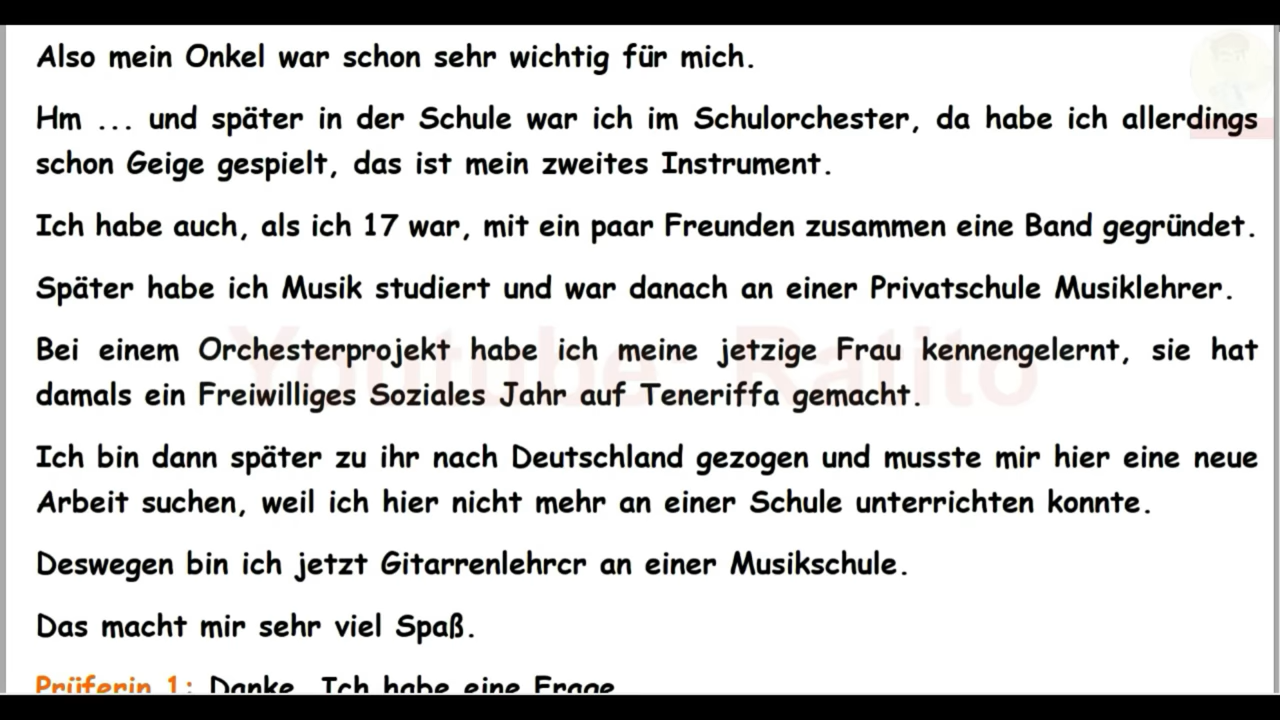 Also mein Onkel war schon sehr wichtig für mich.
Hm ... und später in der Schule war ich im Schulorchester, da habe ich allerdings
schon Geige gespielt, das ist mein zweites Instrument.
Ich habe auch, als ich 17 war, mit ein paar Freunden zusammen eine Band gegründet.
Später habe ich Musik studiert und war danach an einer Privatschule Musiklehrer.
Youtube Ratito
Bei einem Orchesterprojekt habe ich meine jetzige Frau kennengelernt, sie hat
damals ein Freiwilliges Soziales Jahr auf Teneriffa gemacht.
Ich bin dann später zu ihr nach Deutschland gezogen und musste mir hier eine neue
Arbeit suchen, weil ich hier nicht mehr an einer Schule unterrichten konnte.
Deswegen bin ich jetzt Gitarrenlehrcr an einer Musikschule.
Das macht mir sehr viel Spaß.
Prüferin 1: Danke. Ich habe eine Frage